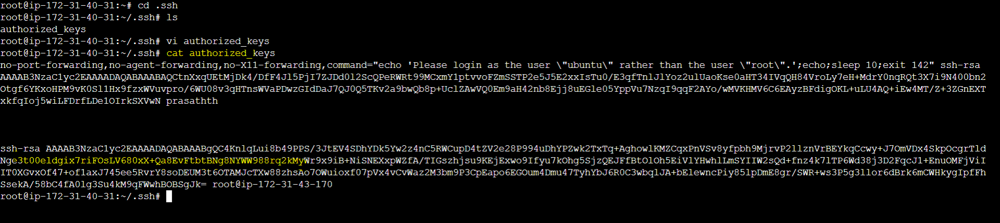 root@ip-172-31-40-31:~# cd .ssh
root@ip-172-31-40-31:~/.ssh# ls
authorized_keys
root@ip-172-31-40-31:~/.ssh# vi authorized_keys
root@ip-172-31-40-31:~/.ssh# cat authorized_keys
no-port-forwarding,no-agent-forwarding,no-X11-forwarding,command="echo 'Please login as the user \"ubuntu\" rather than the user \"root\".';echo;sleep 10;exit 142" ssh-rsa
AAAAB3NzaC1yc2EAAAADAQABAAABAQCtnXxqUEtMjDk4/DfF4Jl5PjI7ZJDd0l2ScQPeRWRt99MCxmY1ptvvoFZmSSTP2e5J5E2xxIsTu0/E3qfTnlJlYoz2ulUaoKse0aHT34IVqQH84VroLy7eH+MdrY0nqRQt3X7i9N400bn2
Otgf6YKxoHPM9vK0Sl1Hx9fzxWVuvpro/6WU08v3qHTnsWVaPDwzGIdDaJ7QJ0Q5TKv2a9bwQb8p+UclZAwVQ0Em9aH42nb8Ejj8uEGle05YppVu7NzqI9qqF2AYo/wMVKHMV6C6EAyzBFdigOKL+uLU4AQ+iEw4MT/Z+3ZGnEXT
xkfqIoj5wiLFDrfLDe1OIrkSXVwN prasathth
ssh-rsa AAAAB3NzaC1yc2EAAAADAQABAAABgQC4KnlqLui8b49PPS/3JtEV4SDhYDk5Yw2z4nC5RWCupD4tZV2e28P994uDhYPZwk2TxTq+AghowlKMZCqxPnVSv8yfpbh9MjrvP2llznVrBEYkqCcwy+J7OmVDx4SkpOcgrTld
Nge3t00eldgix7riFOsLV680xX+Qa8EvFtbtBNg8NYWW988rq2kMyWr9x9iB+NiSNEXxpWZfA/TIGszhjsu9KEjExwo9Ifyu7kOhg5SjzQEJFfBtOlOh5EiVlYHwhlLmSYIIW2sQd+fnz4k7lTP6Wd38j3D2FqcJ1+EnuOMFjViI
IT0XGvxOf47+of1axJ745ee5RvrY8soDEUM3t6OTAMJcTXw88zhsAo7OWuioxf07pVx4vCvWaz2M3bm9P3CpEapo6EGOum4Dmu47TyhYbJ6R0C3wbqlJA+bElewncPiy85lpDmE8gr/SWR+ws3P5g3llor6dBrk6mCWHkygIpfFh
SsekA/58bC4fA0lg3Su4kM9qFWwhBOBSgJk= root@ip-172-31-43-170
root@ip-172-31-40-31:~/.ssh#